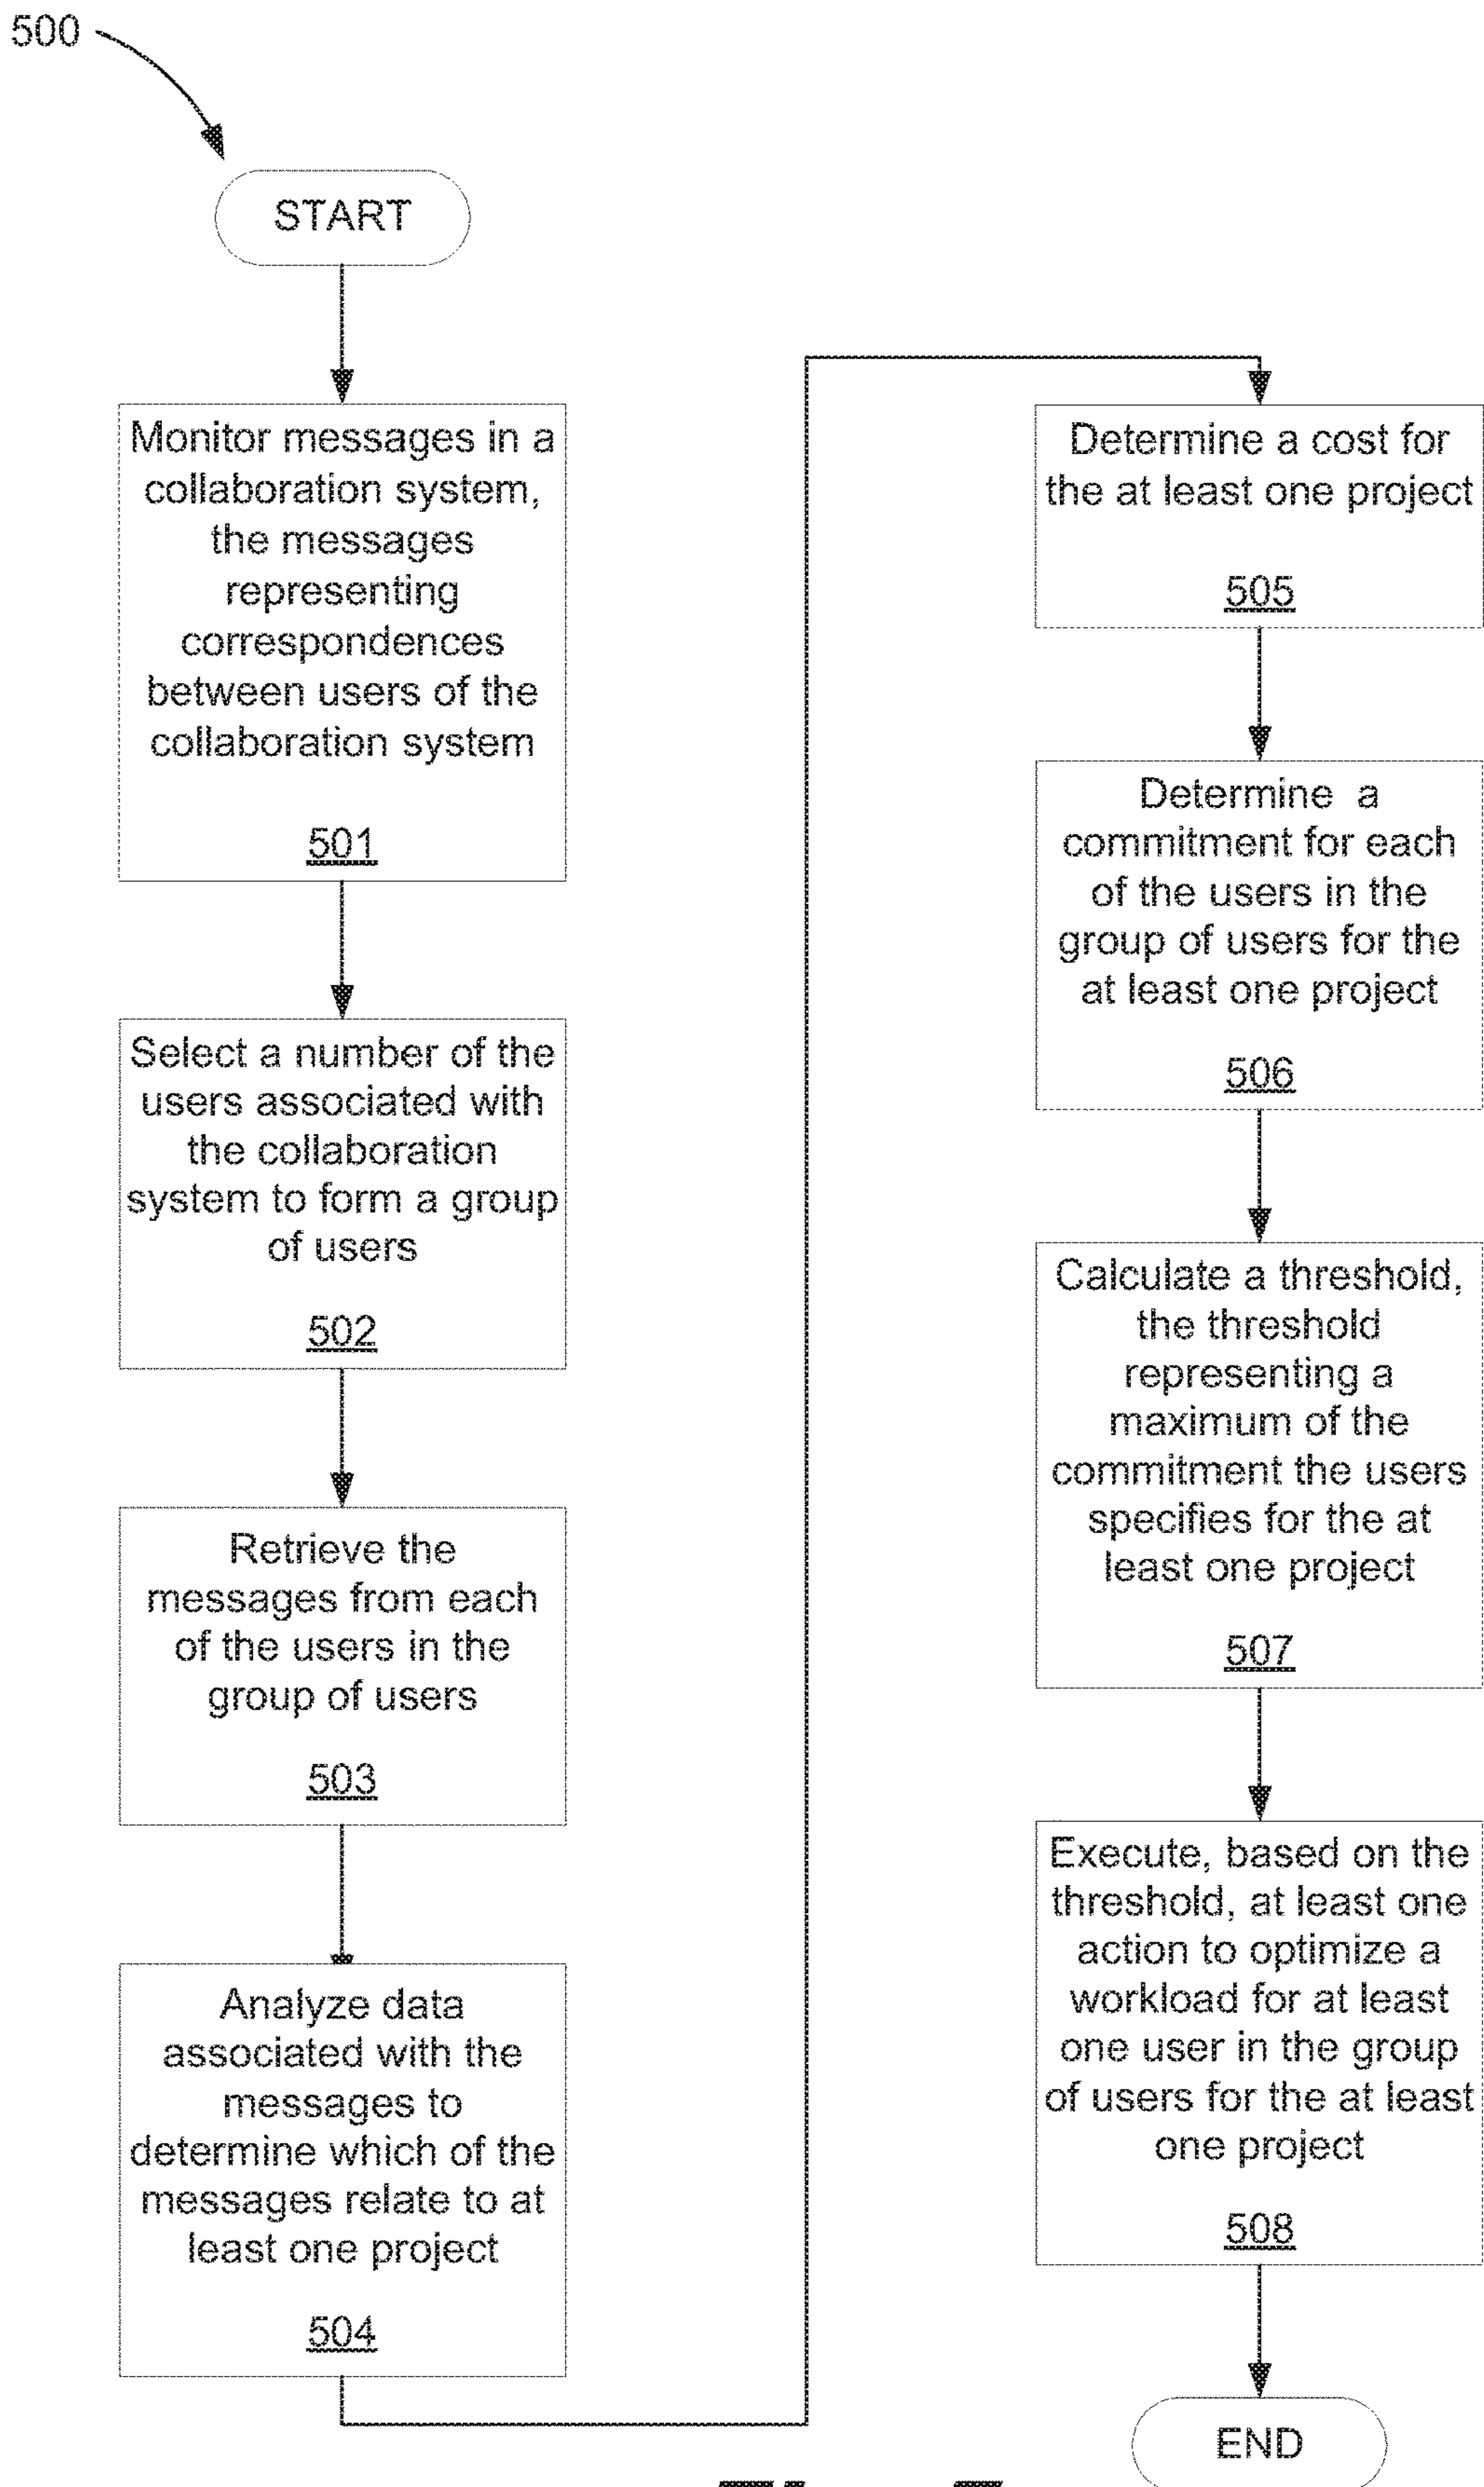 500
START
Monitor messages in a
collaboration system,
the messages
representing
correspondences
between users of the
collaboration system
501
Select a number of the
users associated with
the collaboration
system to form a group
of users
502
Retrieve the
messages from each
of the users in the
group of users
503
Analyze data
associated with the
messages to
determine which of the
messages relate to at
least one project
504
Determine a cost for
the at least one project
505
Determine a
commitment for each
of the users in the
group of users for the
at least one project
506
Calculate a threshold,
the threshold
representing a
maximum of the
commitment the users
specifies for the at
least one project
507
Execute, based on the
threshold, at least one
action to optimize a
workload for at least
one user in the group
of users for the at least
one project
508
END